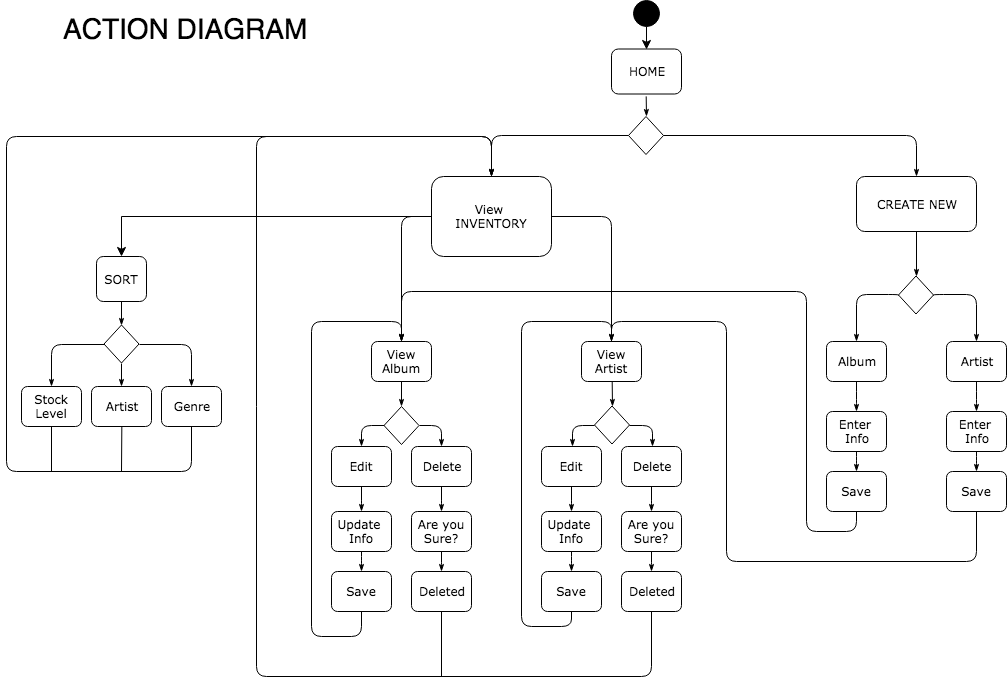 ACTION DIAGRAM
HOME
View
INVENTORY
CREATE NEW
SORT
Stock
Level
Artist
Genre
View
Album
Edit
Delete
Update
Info
Are you
Sure?
Save
Deleted
View
Artist
Edit
Delete
Update
Info
Are you
Sure?
Save
Deleted
Album
Enter
Info
Save
Artist
Enter
Info
Save